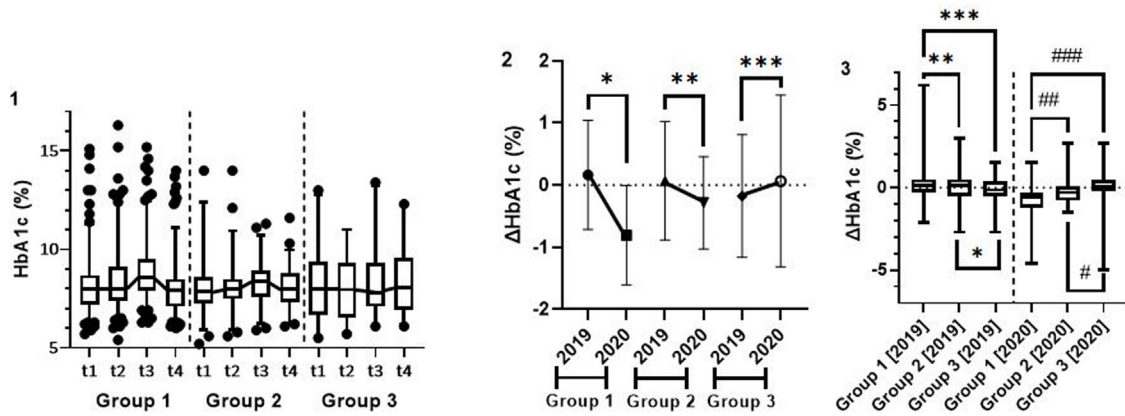 1
HbA1c (%)
15
10
5
t1 t2 t3 t4 t1 t2 t3 t4 t1 t2 t3 t4
Group 1 Group 2 Group 3
2
ΔHbA1c (%)
2
1
0
-1
-2
* ** ***
2019 2020 2019 2020 2019 2020
Group 1 Group 2 Group 3
3
ΔHbA1c (%)
5
0
-5
***
**
*
###
##
#
Group 1 [2019]
Group 2 [2019]
Group 3 [2019]
Group 1 [2020]
Group 2 [2020]
Group 3 [2020]